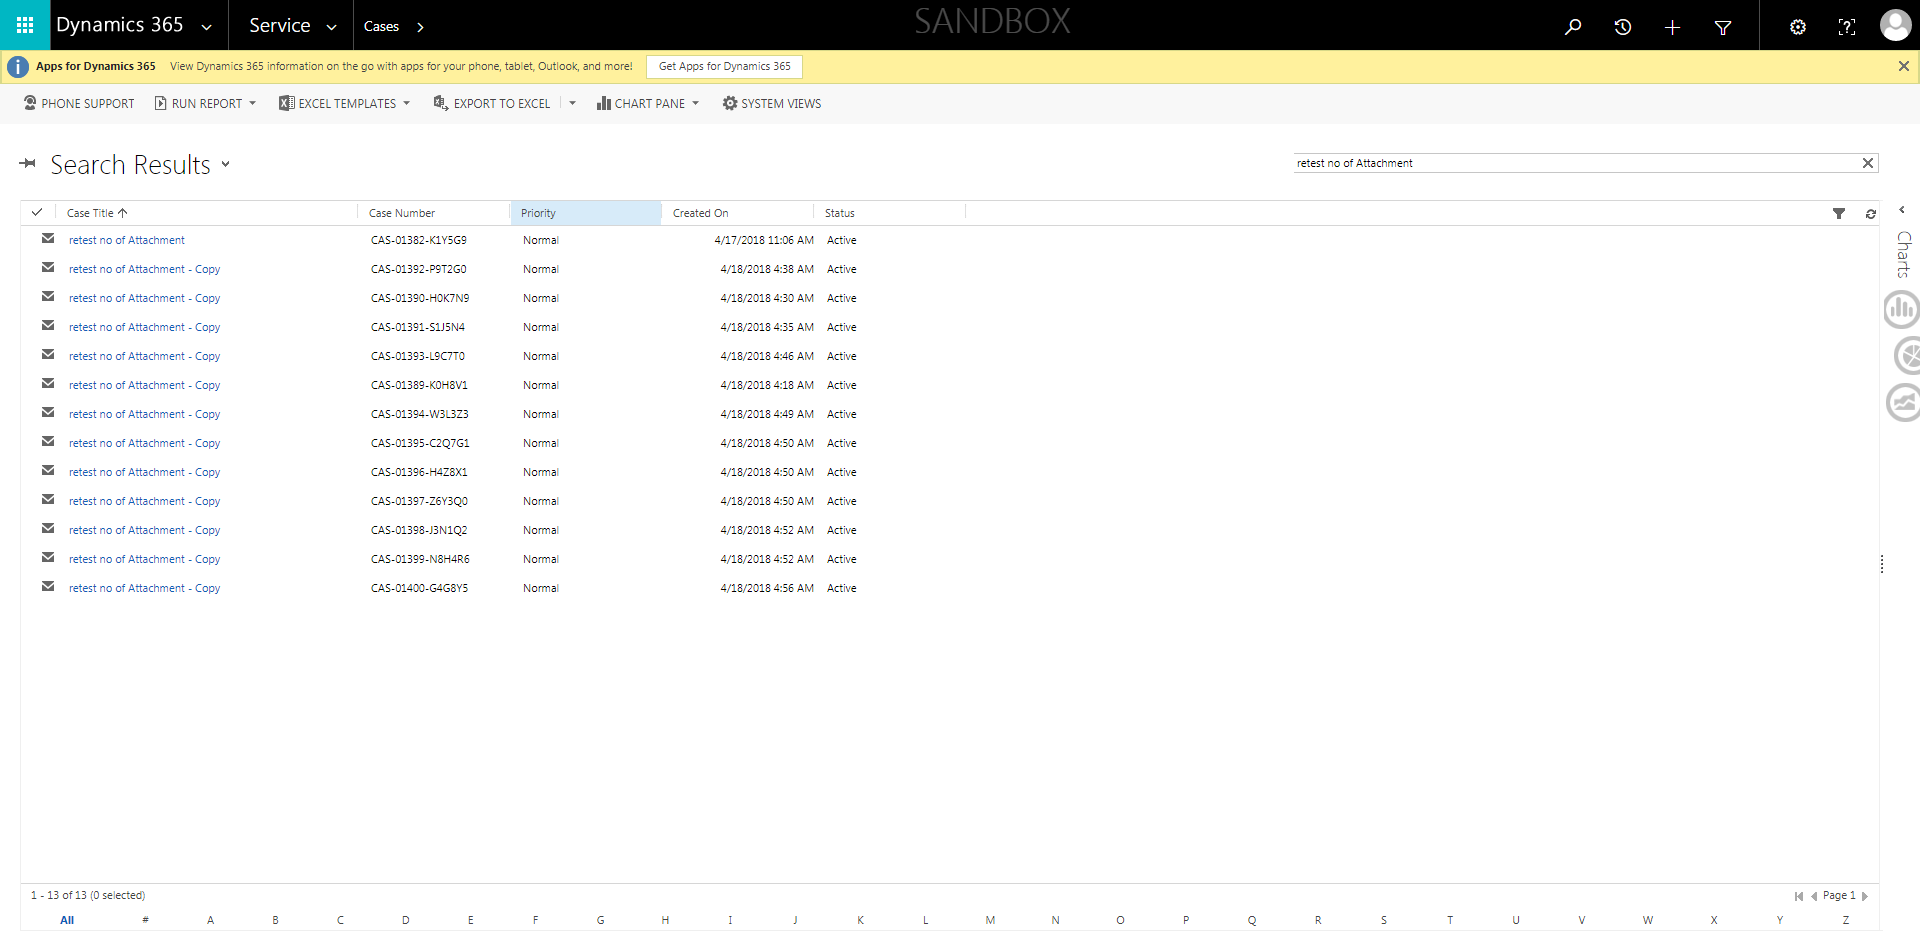 Dynamics 365 Service Cases SANDBOX
Apps for Dynamics 365 View Dynamics 365 information on the go with apps for your phone, tablet, Outlook, and more! Get Apps for Dynamics 365
PHONE SUPPORT RUN REPORT EXCEL TEMPLATES EXPORT TO EXCEL CHART PANE SYSTEM VIEWS
Search Results retest no of Attachment
Case Title Case Number Priority Created On Status
retest no of Attachment CAS-01382-K1Y5G9 Normal 4/17/2018 11:06 AM Active
retest no of Attachment - Copy CAS-01392-P9T2G0 Normal 4/18/2018 4:38 AM Active
retest no of Attachment - Copy CAS-01390-H0K7N9 Normal 4/18/2018 4:30 AM Active
retest no of Attachment - Copy CAS-01391-S1J5N4 Normal 4/18/2018 4:35 AM Active
retest no of Attachment - Copy CAS-01393-L9C7T0 Normal 4/18/2018 4:46 AM Active
retest no of Attachment - Copy CAS-01389-K0H8V1 Normal 4/18/2018 4:18 AM Active
retest no of Attachment - Copy CAS-01394-W3L3Z3 Normal 4/18/2018 4:49 AM Active
retest no of Attachment - Copy CAS-01395-C2Q7G1 Normal 4/18/2018 4:50 AM Active
retest no of Attachment - Copy CAS-01396-H4Z8X1 Normal 4/18/2018 4:50 AM Active
retest no of Attachment - Copy CAS-01397-Z6Y3Q0 Normal 4/18/2018 4:50 AM Active
retest no of Attachment - Copy CAS-01398-J3N1Q2 Normal 4/18/2018 4:52 AM Active
retest no of Attachment - Copy CAS-01399-N8H4R6 Normal 4/18/2018 4:52 AM Active
retest no of Attachment - Copy CAS-01400-G4G8Y5 Normal 4/18/2018 4:56 AM Active
Charts
1 - 13 of 13 (0 selected) Page 1
All # A B C D E F G H I J K L M N O P Q R S T U V W X Y Z